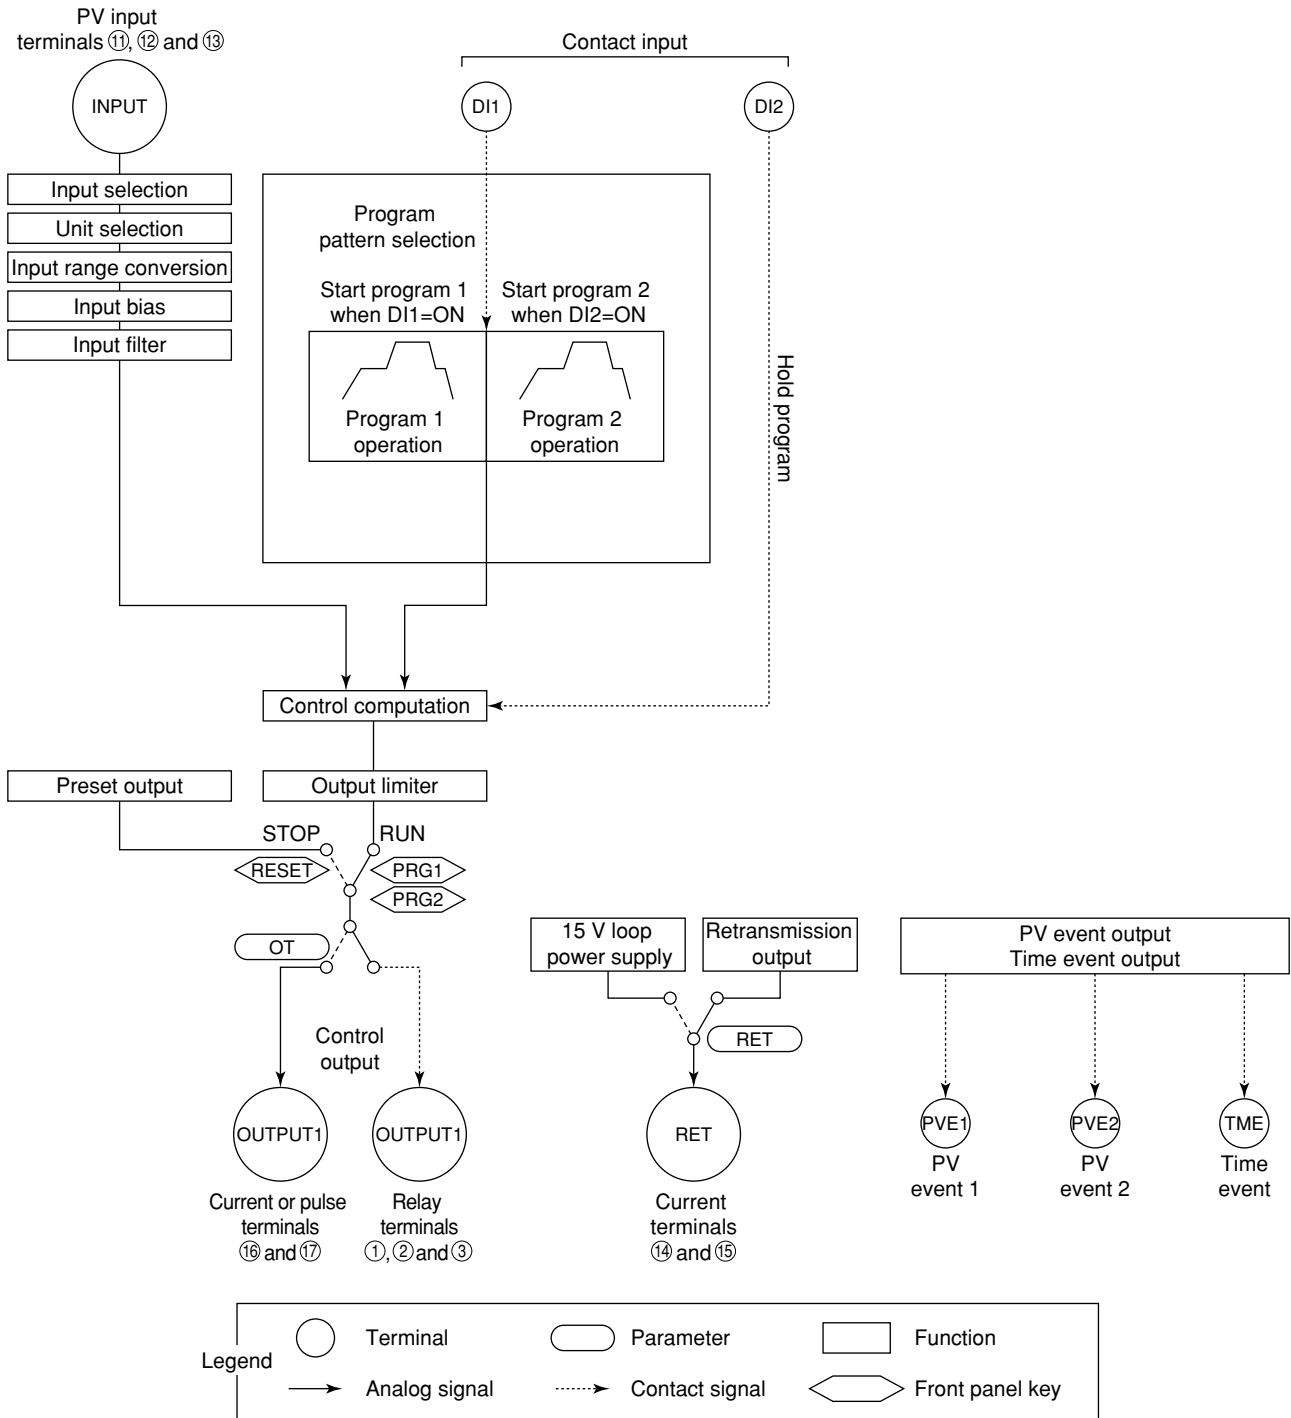 PV input
terminals ⑪, ⑫ and ⑬
INPUT
Input selection
Unit selection
Input range conversion
Input bias
Input filter
Contact input
DI1
DI2
Program
pattern selection
Start program 1
when DI1=ON
Start program 2
when DI2=ON
Program 1
operation
Program 2
operation
Hold program
Control computation
Preset output
Output limiter
STOP
RUN
RESET
PRG1
PRG2
OT
Control
output
OUTPUT1
OUTPUT1
Current or pulse
terminals
⑯ and ⑰
Relay
terminals
①, ② and ③
15 V loop
power supply
Retransmission
output
RET
RET
Current
terminals
⑭ and ⑮
PV event output
Time event output
PVE1
PVE2
TME
PV
event 1
PV
event 2
Time
event
Legend
Terminal
Parameter
Function
Analog signal
Contact signal
Front panel key